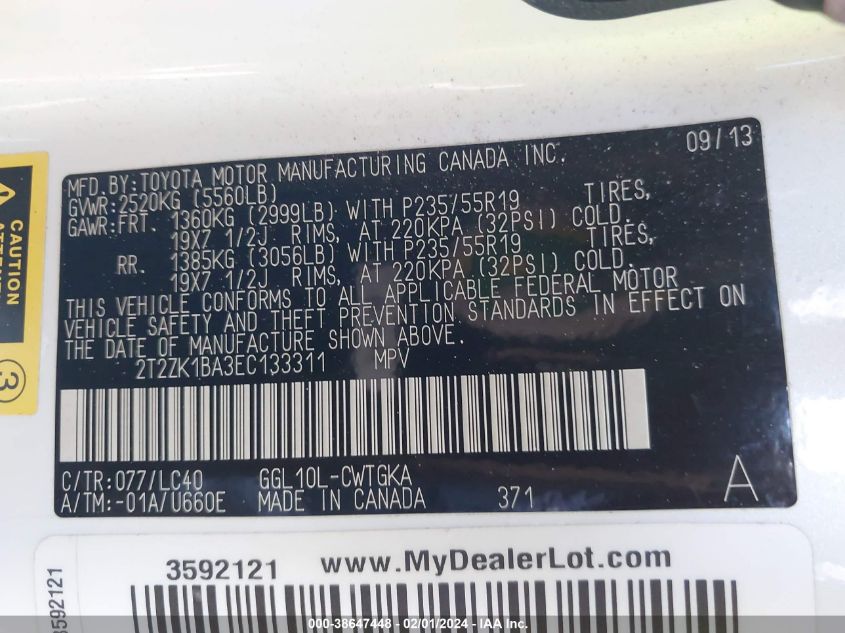 MFD.BY:TOYOTA MOTOR MANUFACTURING CANADA INC. 09/13
GVWR:2520KG (5560LB)
GAWR:FRT. 1360KG (2999LB) WITH P235/55R19 TIRES,
19X7 1/2J RIMS, AT 220KPA (32PSI) COLD.
RR. 1385KG (3056LB) WITH P235/55R19 TIRES,
19X7 1/2J RIMS, AT 220KPA (32PSI) COLD.
THIS VEHICLE CONFORMS TO ALL APPLICABLE FEDERAL MOTOR
VEHICLE SAFETY AND THEFT PREVENTION STANDARDS IN EFFECT ON
THE DATE OF MANUFACTURE SHOWN ABOVE.
2T2ZK1BA3EC133311 MPV
C/TR:077/LC40 GGL10L-CWTGKA
A/TM:-01A/U660E MADE IN CANADA 371 A
CAUTION
3
3592121 www.MyDealerLot.com
3592121
000-38647448 - 02/01/2024 - IAA Inc.